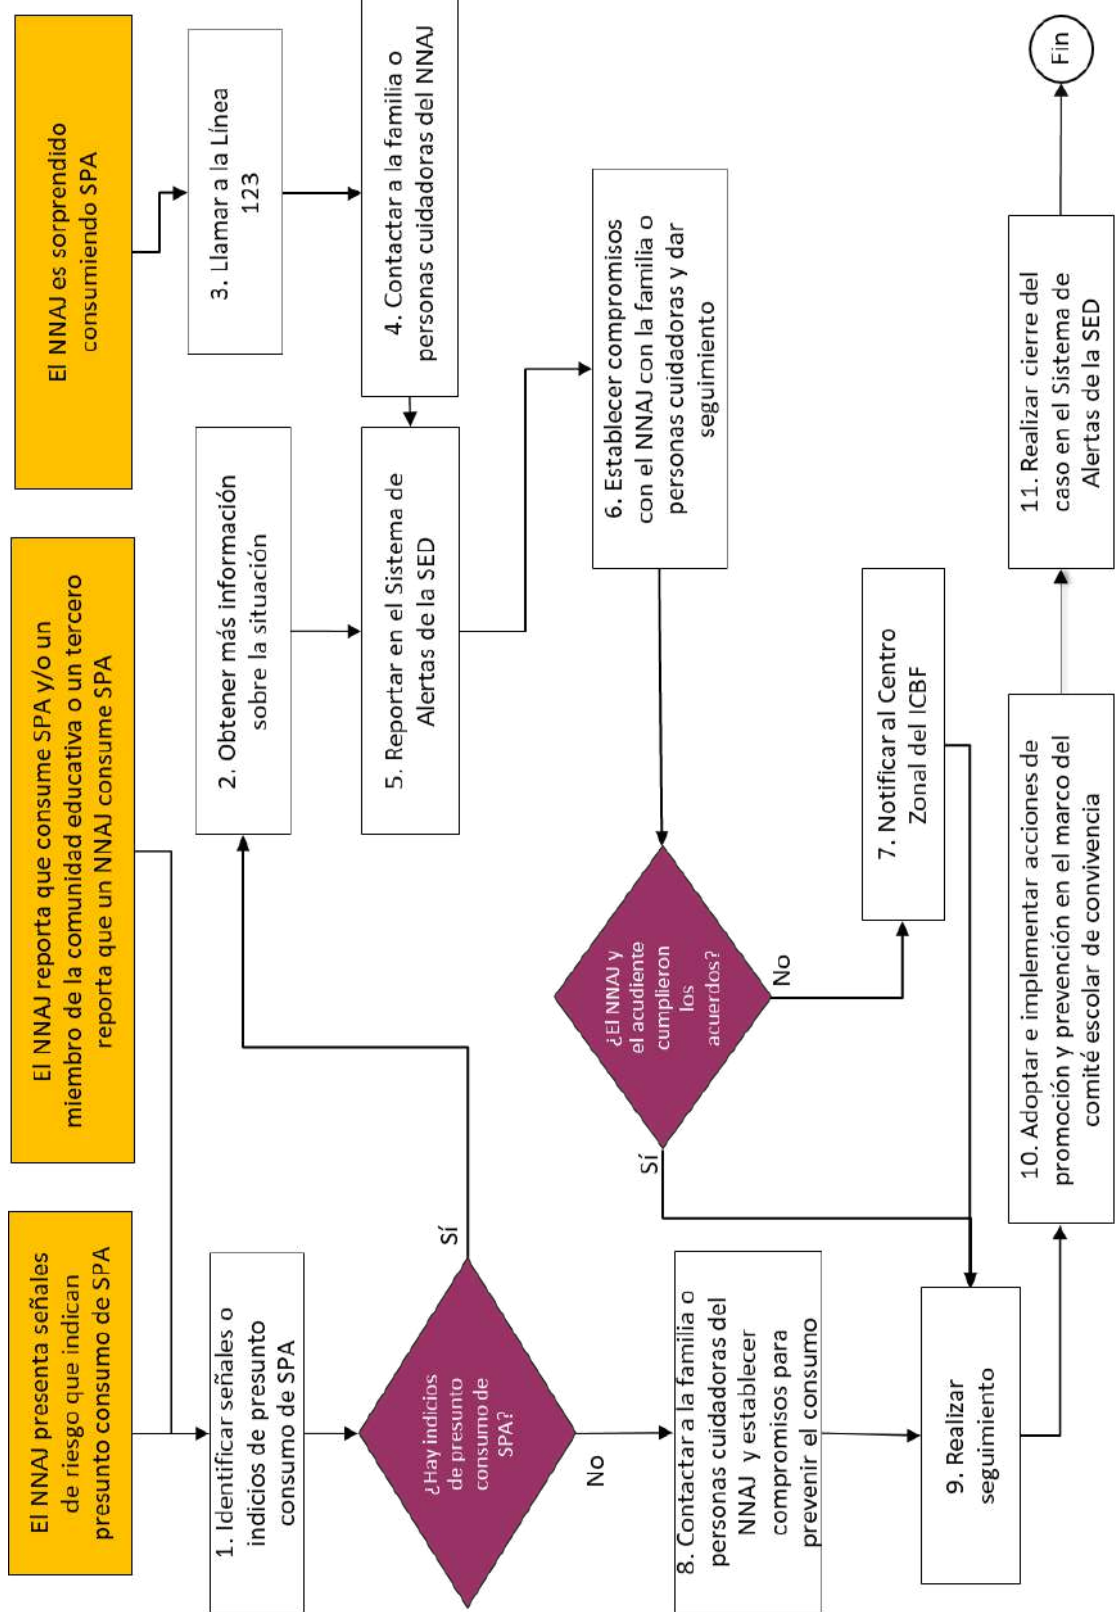 El NNAJ presenta señales
de riesgo que indican
presunto consumo de SPA
El NNAJ reporta que consume SPA y/o un
miembro de la comunidad educativa o un tercero
reporta que un NNAJ consume SPA
El NNAJ es sorprendido
consumiendo SPA
1. Identificar señales o
indicios de presunto
consumo de SPA
2. Obtener más información
sobre la situación
3. Llamar a la Línea
123
¿Hay indicios
de presunto
consumo de
SPA?
Sí
No
5. Reportar en el Sistema de
Alertas de la SED
4. Contactar a la familia o
personas cuidadoras del NNAJ
6. Establecer compromisos
con el NNAJ con la familia o
personas cuidadoras y dar
seguimiento
¿El NNAJ y
el acudiente
cumplieron
los
acuerdos?
Sí
No
8. Contactar a la familia o
personas cuidadoras del
NNAJ y establecer
compromisos para
prevenir el consumo
7. Notificar al Centro
Zonal del ICBF
9. Realizar
seguimiento
10. Adoptar e implementar acciones de
promoción y prevención en el marco del
comité escolar de convivencia
11. Realizar cierre del
caso en el Sistema de
Alertas de la SED
Fin